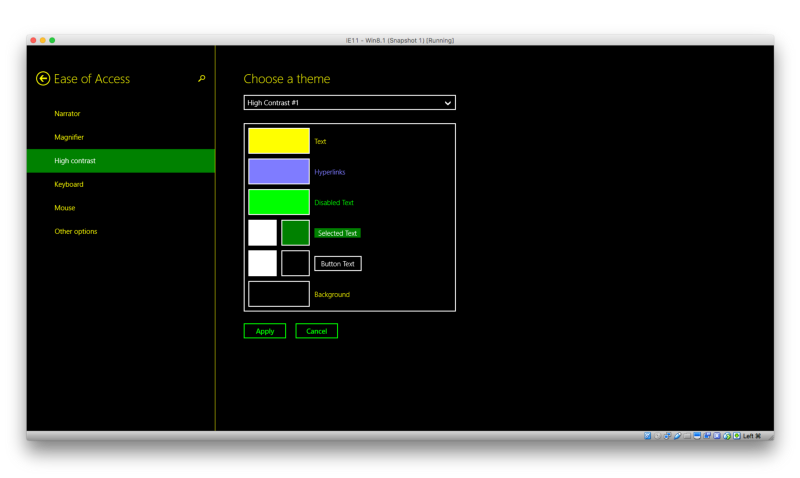 IE11 - Win8.1 (Snapshot 1) [Running]
Ease of Access
Narrator
Magnifier
High contrast
Keyboard
Mouse
Other options
Choose a theme
High Contrast #1
Text
Hyperlinks
Disabled Text
Selected Text
Button Text
Background
Apply
Cancel
Left ⌘